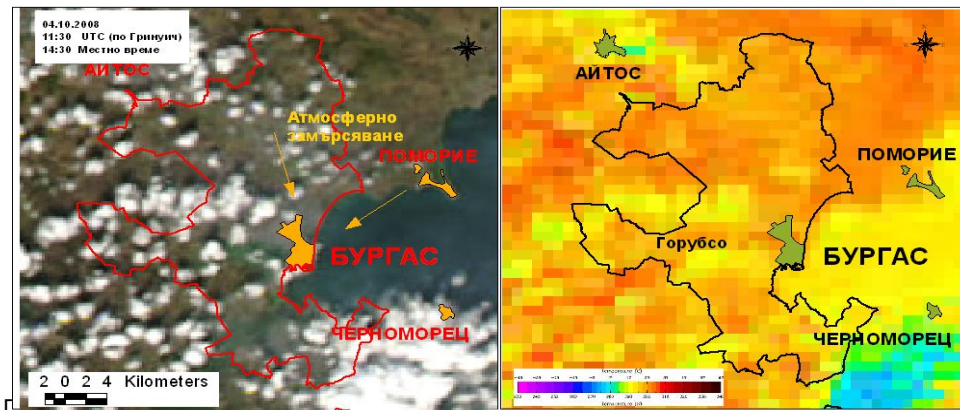 04.10.2008
11:30 UTC (по Гринуич)
14:30 Местно време
АЙТОС
Атмосферно
замърсяване
ПОМОРИЕ
БУРГАС
ЧЕРНОМОРЕЦ
2 0 2 4 Kilometers
АЙТОС
ПОМОРИЕ
Горубсо
БУРГАС
ЧЕРНОМОРЕЦ